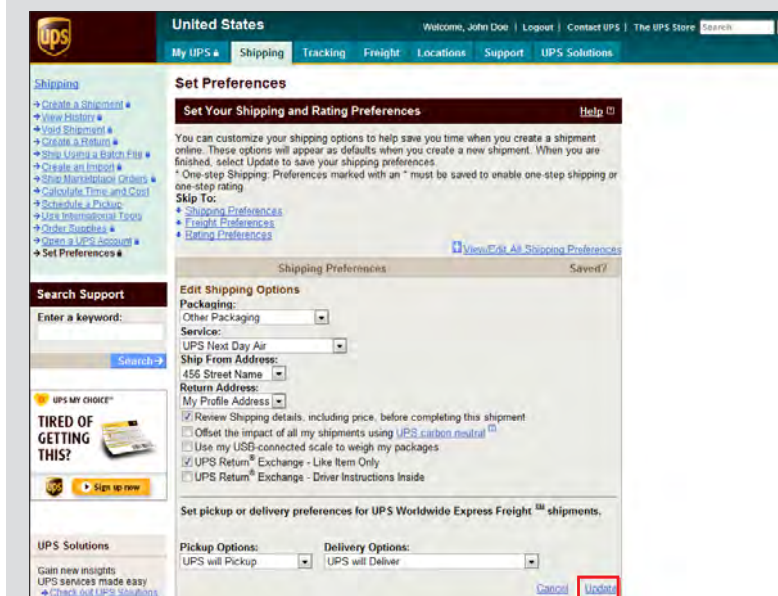 ups
United States
Welcome, John Doe | Logout | Contact UPS | The UPS Store
Search
My UPS
Shipping
Tracking
Freight
Locations
Support
UPS Solutions
Shipping
Create a Shipment
View History
Void Shipment
Create a Return
Ship Using a Batch File
Create an Import
Ship Marketplace Orders
Calculate Time and Cost
Schedule a Pickup
Use International Tools
Order Supplies
Open a UPS Account
Set Preferences
Search Support
Enter a keyword:
Search
UPS MY CHOICE™
TIRED OF
GETTING
THIS?
ups
Sign up now
UPS Solutions
Gain new insights
UPS services made easy
Check out UPS Solutions
Set Preferences
Set Your Shipping and Rating Preferences
Help
You can customize your shipping options to help save you time when you create a shipment
online. These options will appear as defaults when you create a new shipment. When you are
finished, select Update to save your shipping preferences.
* One-step Shipping: Preferences marked with an * must be saved to enable one-step shipping or
one-step rating
Skip To:
Shipping Preferences
Freight Preferences
Rating Preferences
View/Edit All Shipping Preferences
Shipping Preferences
Saved?
Edit Shipping Options
Packaging:
Other Packaging
Service:
UPS Next Day Air
Ship From Address:
456 Street Name
Return Address:
My Profile Address
Review Shipping details, including price, before completing this shipment
Offset the impact of all my shipments using UPS carbon neutral
Use my USB-connected scale to weigh my packages
UPS Return® Exchange - Like Item Only
UPS Return® Exchange - Driver Instructions Inside
Set pickup or delivery preferences for UPS Worldwide Express Freight ℠ shipments.
Pickup Options:
Delivery Options:
UPS will Pickup
UPS will Deliver
Cancel
Update